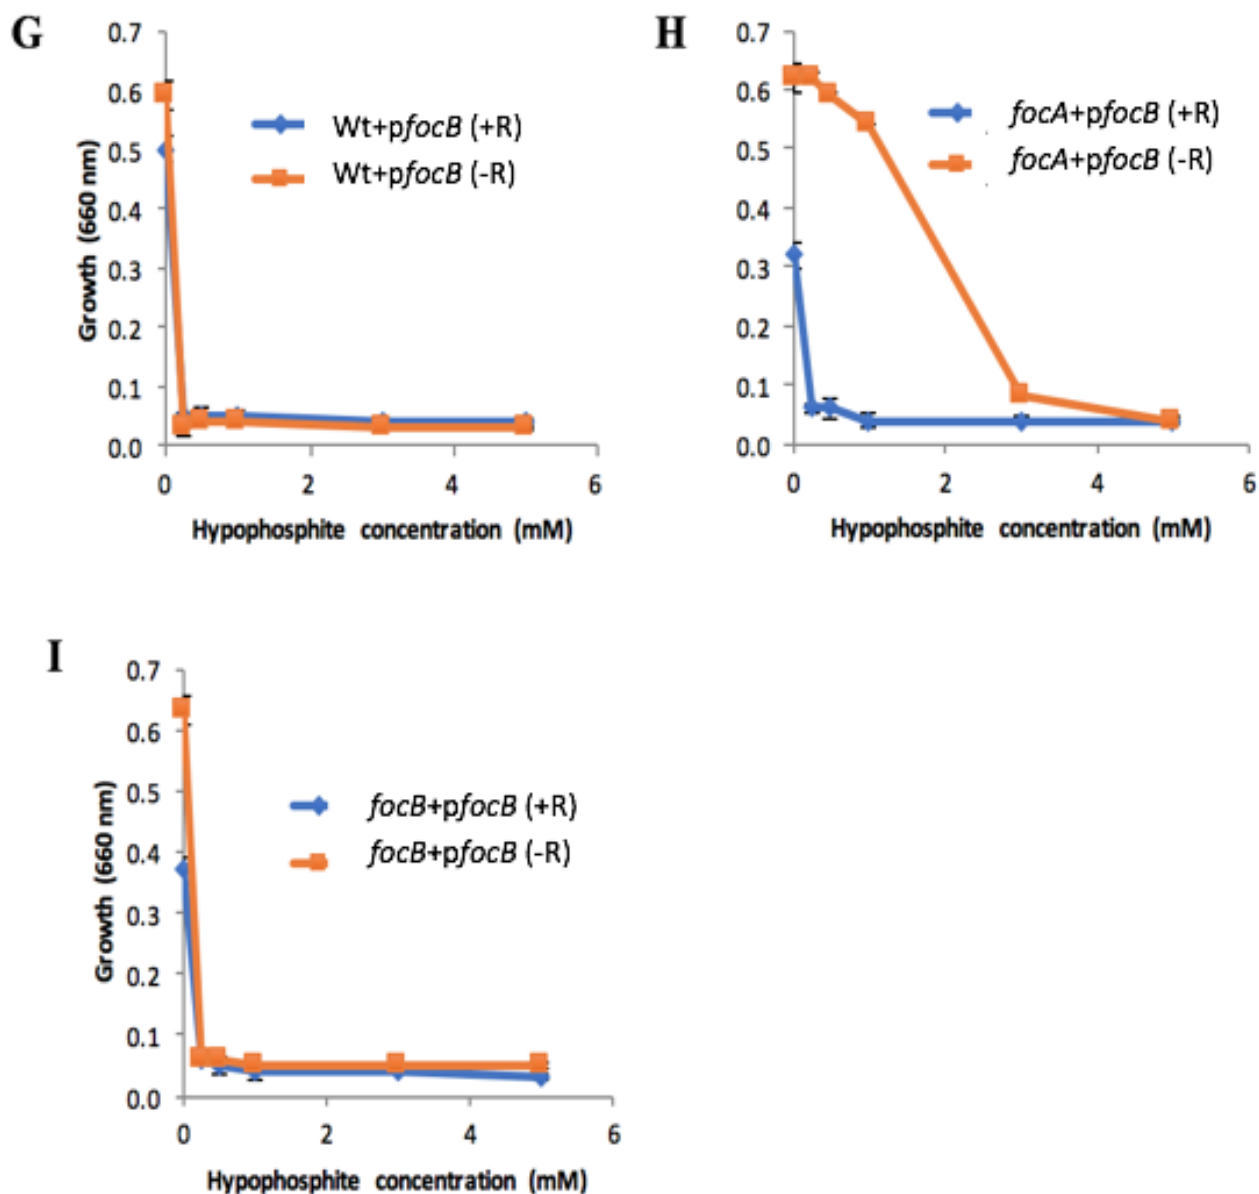 G
0.7
0.6
0.5
0.4
0.3
0.2
0.1
0.0
Growth (660 nm)
Wt+pfocB (+R)
Wt+pfocB (-R)
0 2 4 6
Hypophosphite concentration (mM)
H
0.7
0.6
0.5
0.4
0.3
0.2
0.1
0.0
focA+pfocB (+R)
focA+pfocB (-R)
0 2 4 6
Hypophosphite concentration (mM)
I
0.7
0.6
0.5
0.4
0.3
0.2
0.1
0.0
Growth (660 nm)
focB+pfocB (+R)
focB+pfocB (-R)
0 2 4 6
Hypophosphite concentration (mM)